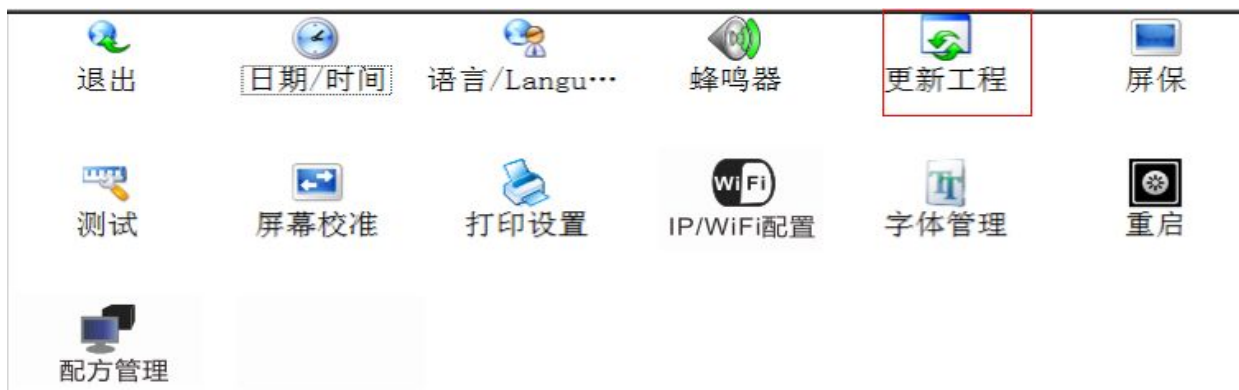 退出
日期/时间
语言/Langu…
蜂鸣器
更新工程
屏保
测试
屏幕校准
打印设置
WiFi
IP/WiFi配置
TT
字体管理
重启
配方管理